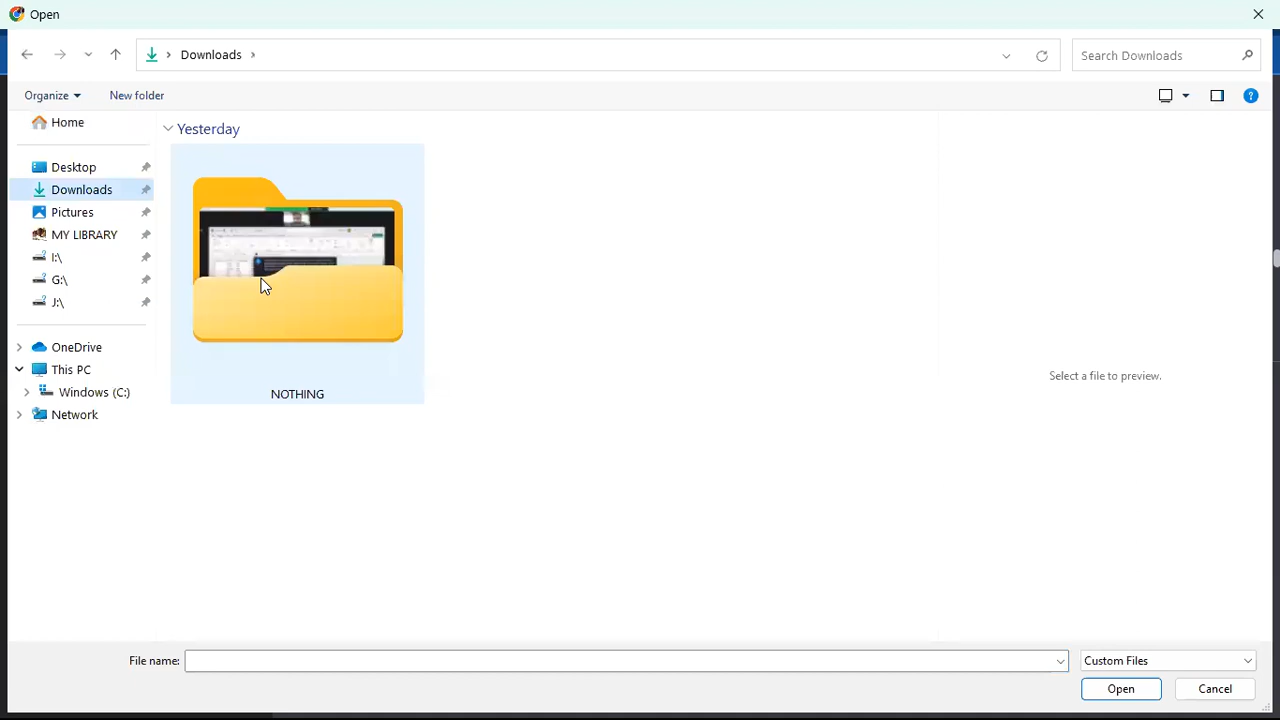 Open
Downloads
Search Downloads
Organize
New folder
Home
Yesterday
Desktop
Downloads
Pictures
MY LIBRARY
I:\
G:\
J:\
OneDrive
This PC
Windows (C:)
Network
NOTHING
Select a file to preview.
File name:
Custom Files
Open
Cancel